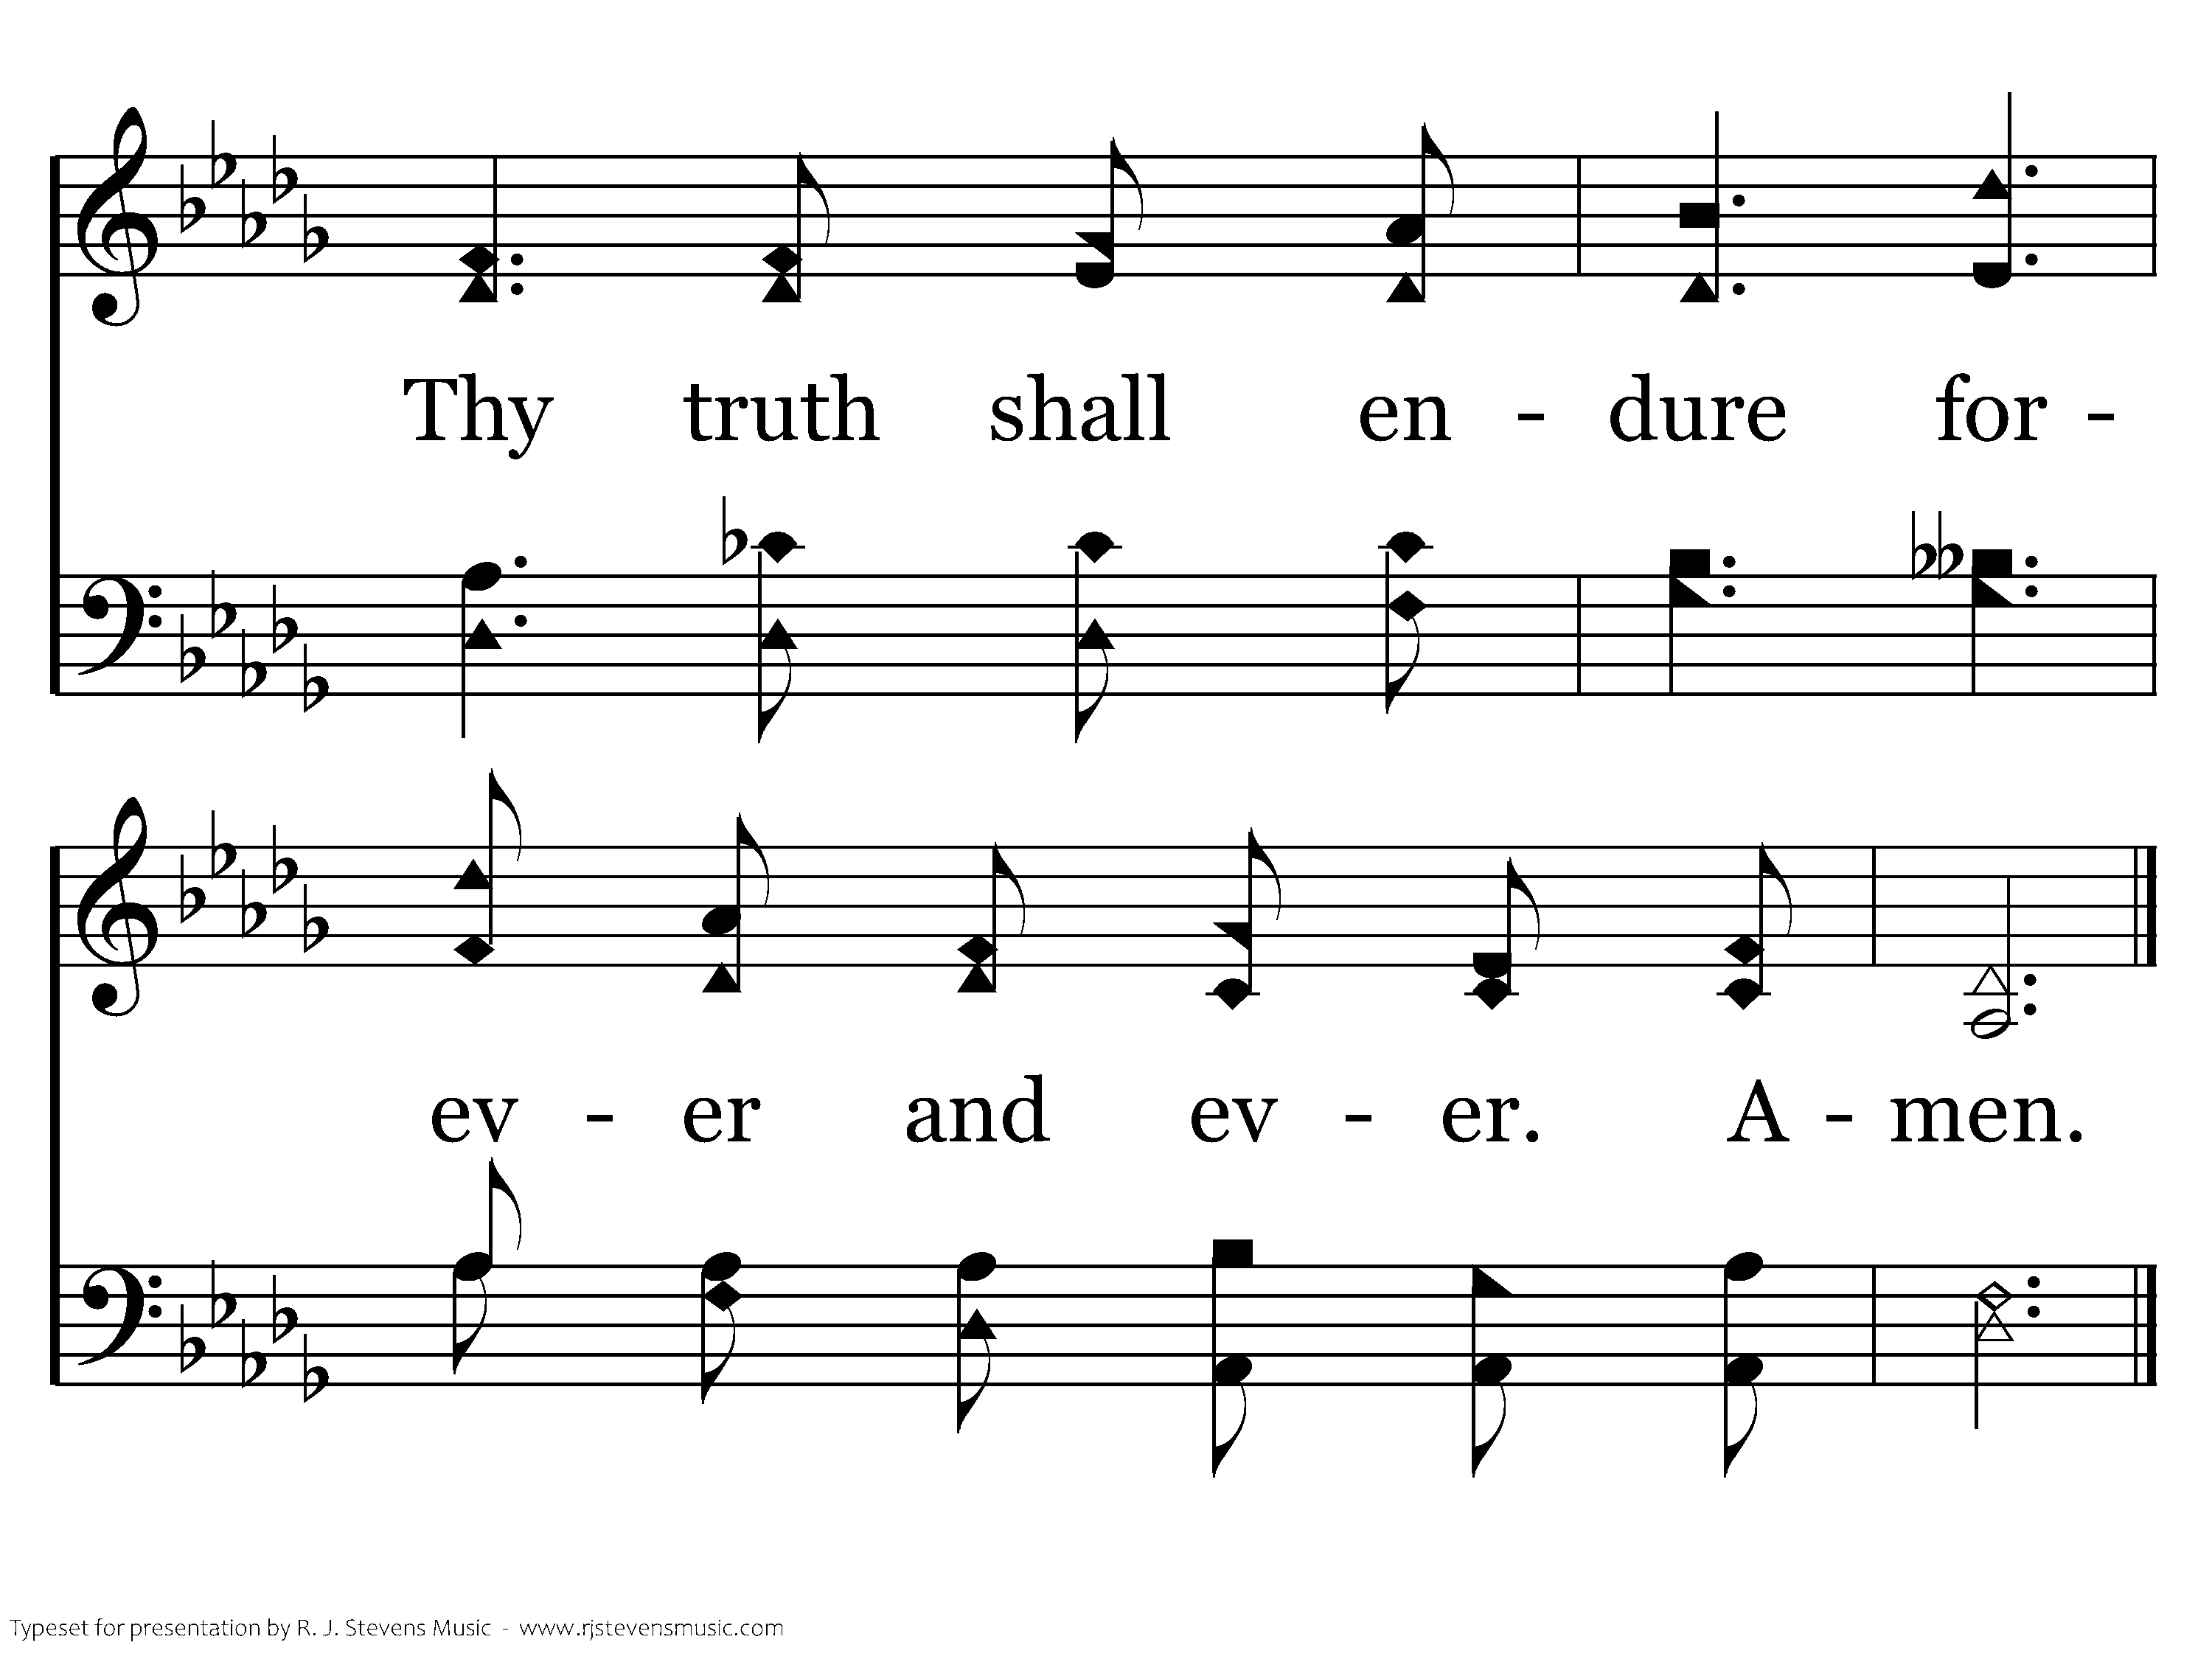 Thy truth shall en - dure for -
ev - er and ev - er. A - men.
Typeset for presentation by R. J. Stevens Music - www.rjstevensmusic.com